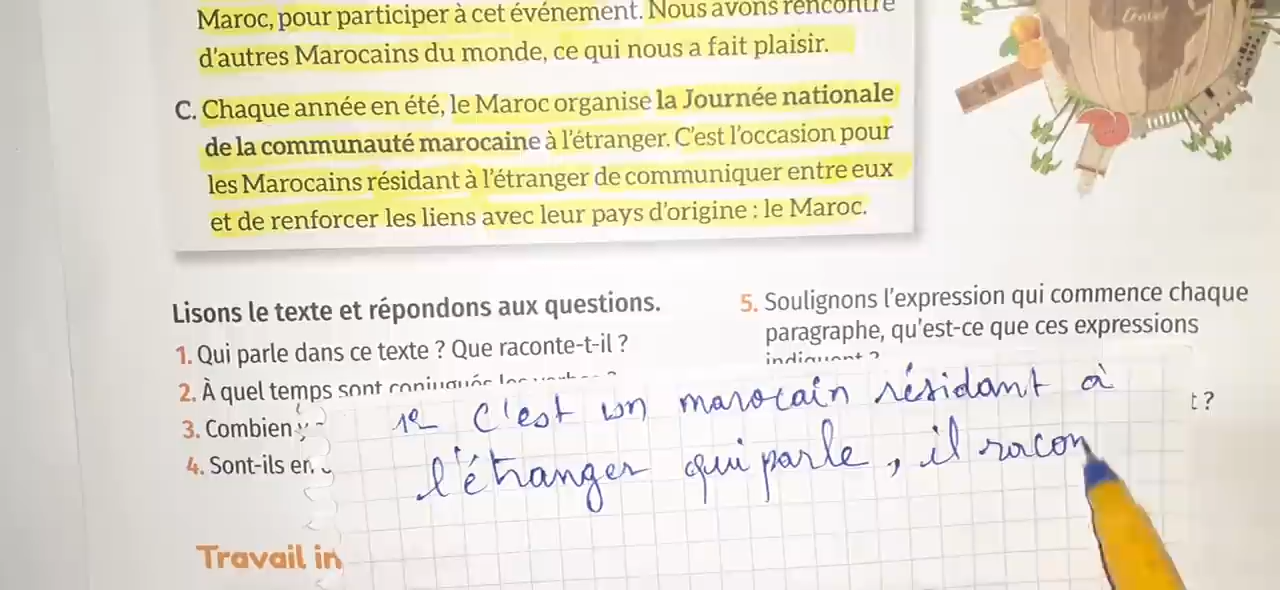 Maroc, pour participer à cet événement. Nous avons rencontré
d'autres Marocains du monde, ce qui nous a fait plaisir.
C. Chaque année en été, le Maroc organise la Journée nationale
de la communauté marocaine à l'étranger. C'est l'occasion pour
les Marocains résidant à l'étranger de communiquer entre eux
et de renforcer les liens avec leur pays d'origine : le Maroc.
Lisons le texte et répondons aux questions.
1. Qui parle dans ce texte ? Que raconte-t-il ?
2. À quel temps sont conjugués les
3. Combien
4. Sont-ils en
5. Soulignons l'expression qui commence chaque
paragraphe, qu'est-ce que ces expressions
indiquent ?
t ?
c'est un marocain résidant à
l'étranger qui parle, il racon
Travail in